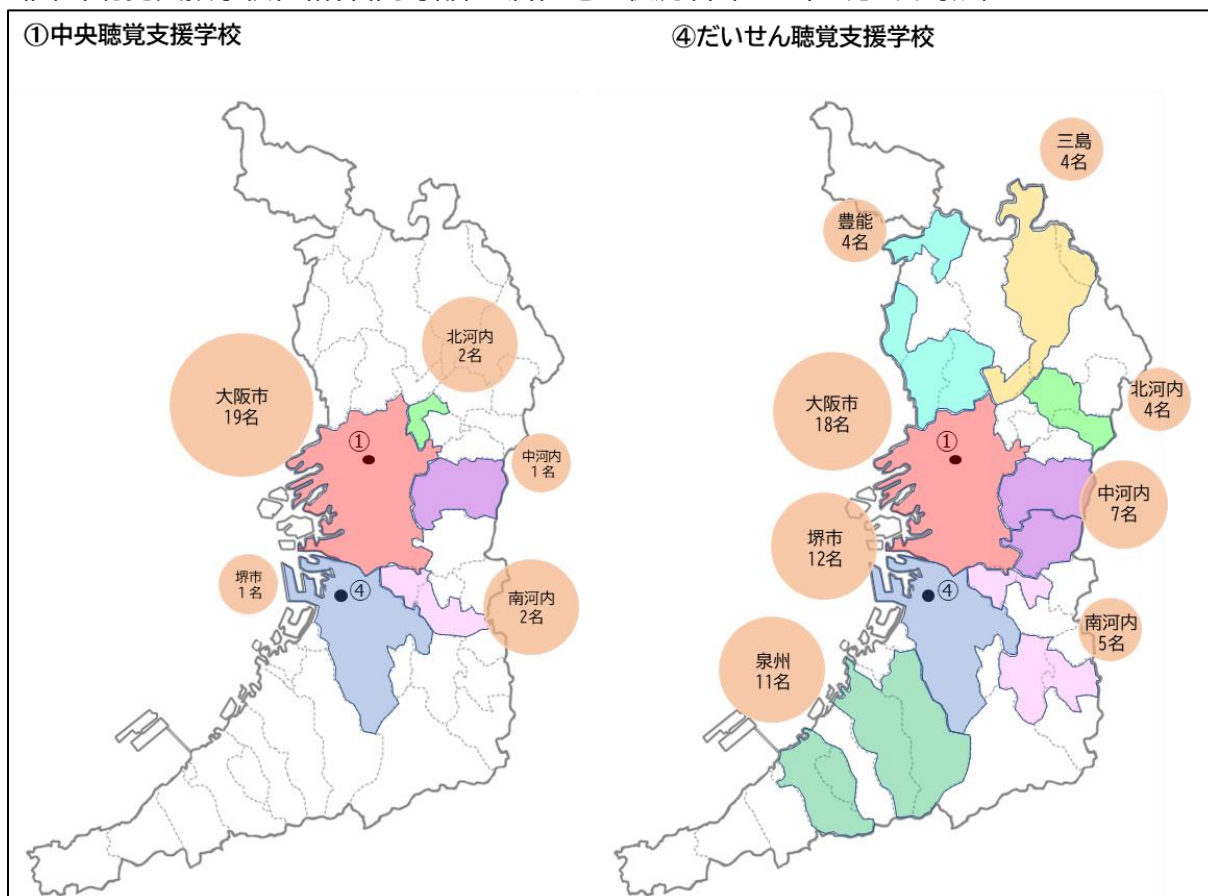 ①中央聴覚支援学校
④だいせん聴覚支援学校
北河内
2名
大阪市
19名
①
中河内
1名
堺市
1名
④
南河内
2名
三島
4名
豊能
4名
大阪市
18名
北河内
4名
①
中河内
7名
堺市
12名
④
南河内
5名
泉州
11名